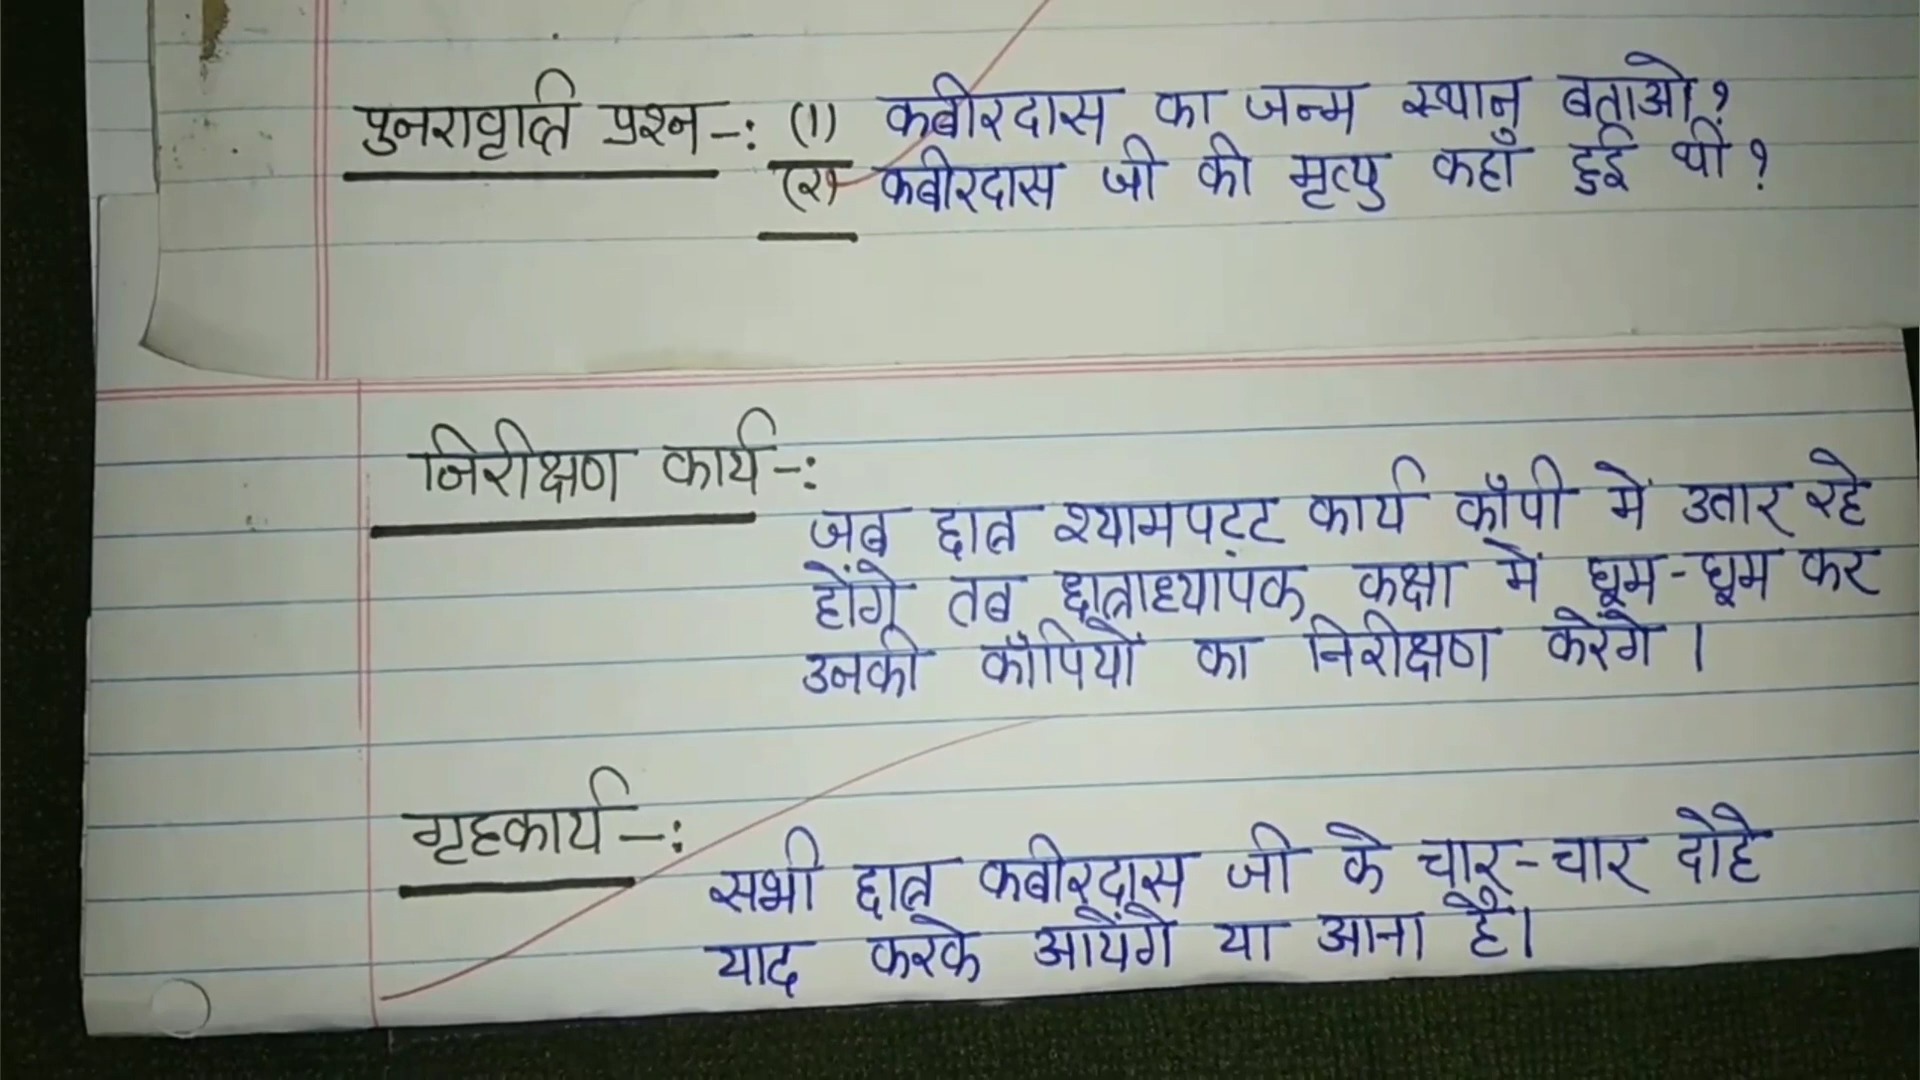 पुनरावृत्ति प्रश्न -: (1) कबीरदास का जन्म स्थान बताओ?
(२) कबीरदास जी की मृत्यु कहाँ हुई थी?
निरीक्षण कार्य -:
जब छात्र श्यामपट्ट कार्य कॉपी में उतार रहे
होंगे तब छात्राध्यापक कक्षा में घूम-घूम कर
उनकी कॉपियों का निरीक्षण करेंगे।
गृहकार्य -:
सभी छात्र कबीरदास जी के चार-चार दोहे
याद करके आयेंगे या आना है।